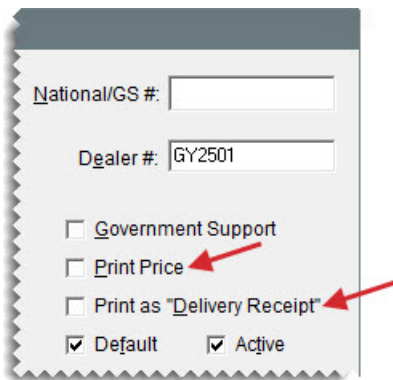 National/GS #:
Dealer #: GY2501
Government Support
Print Price
Print as "Delivery Receipt"
Default Active